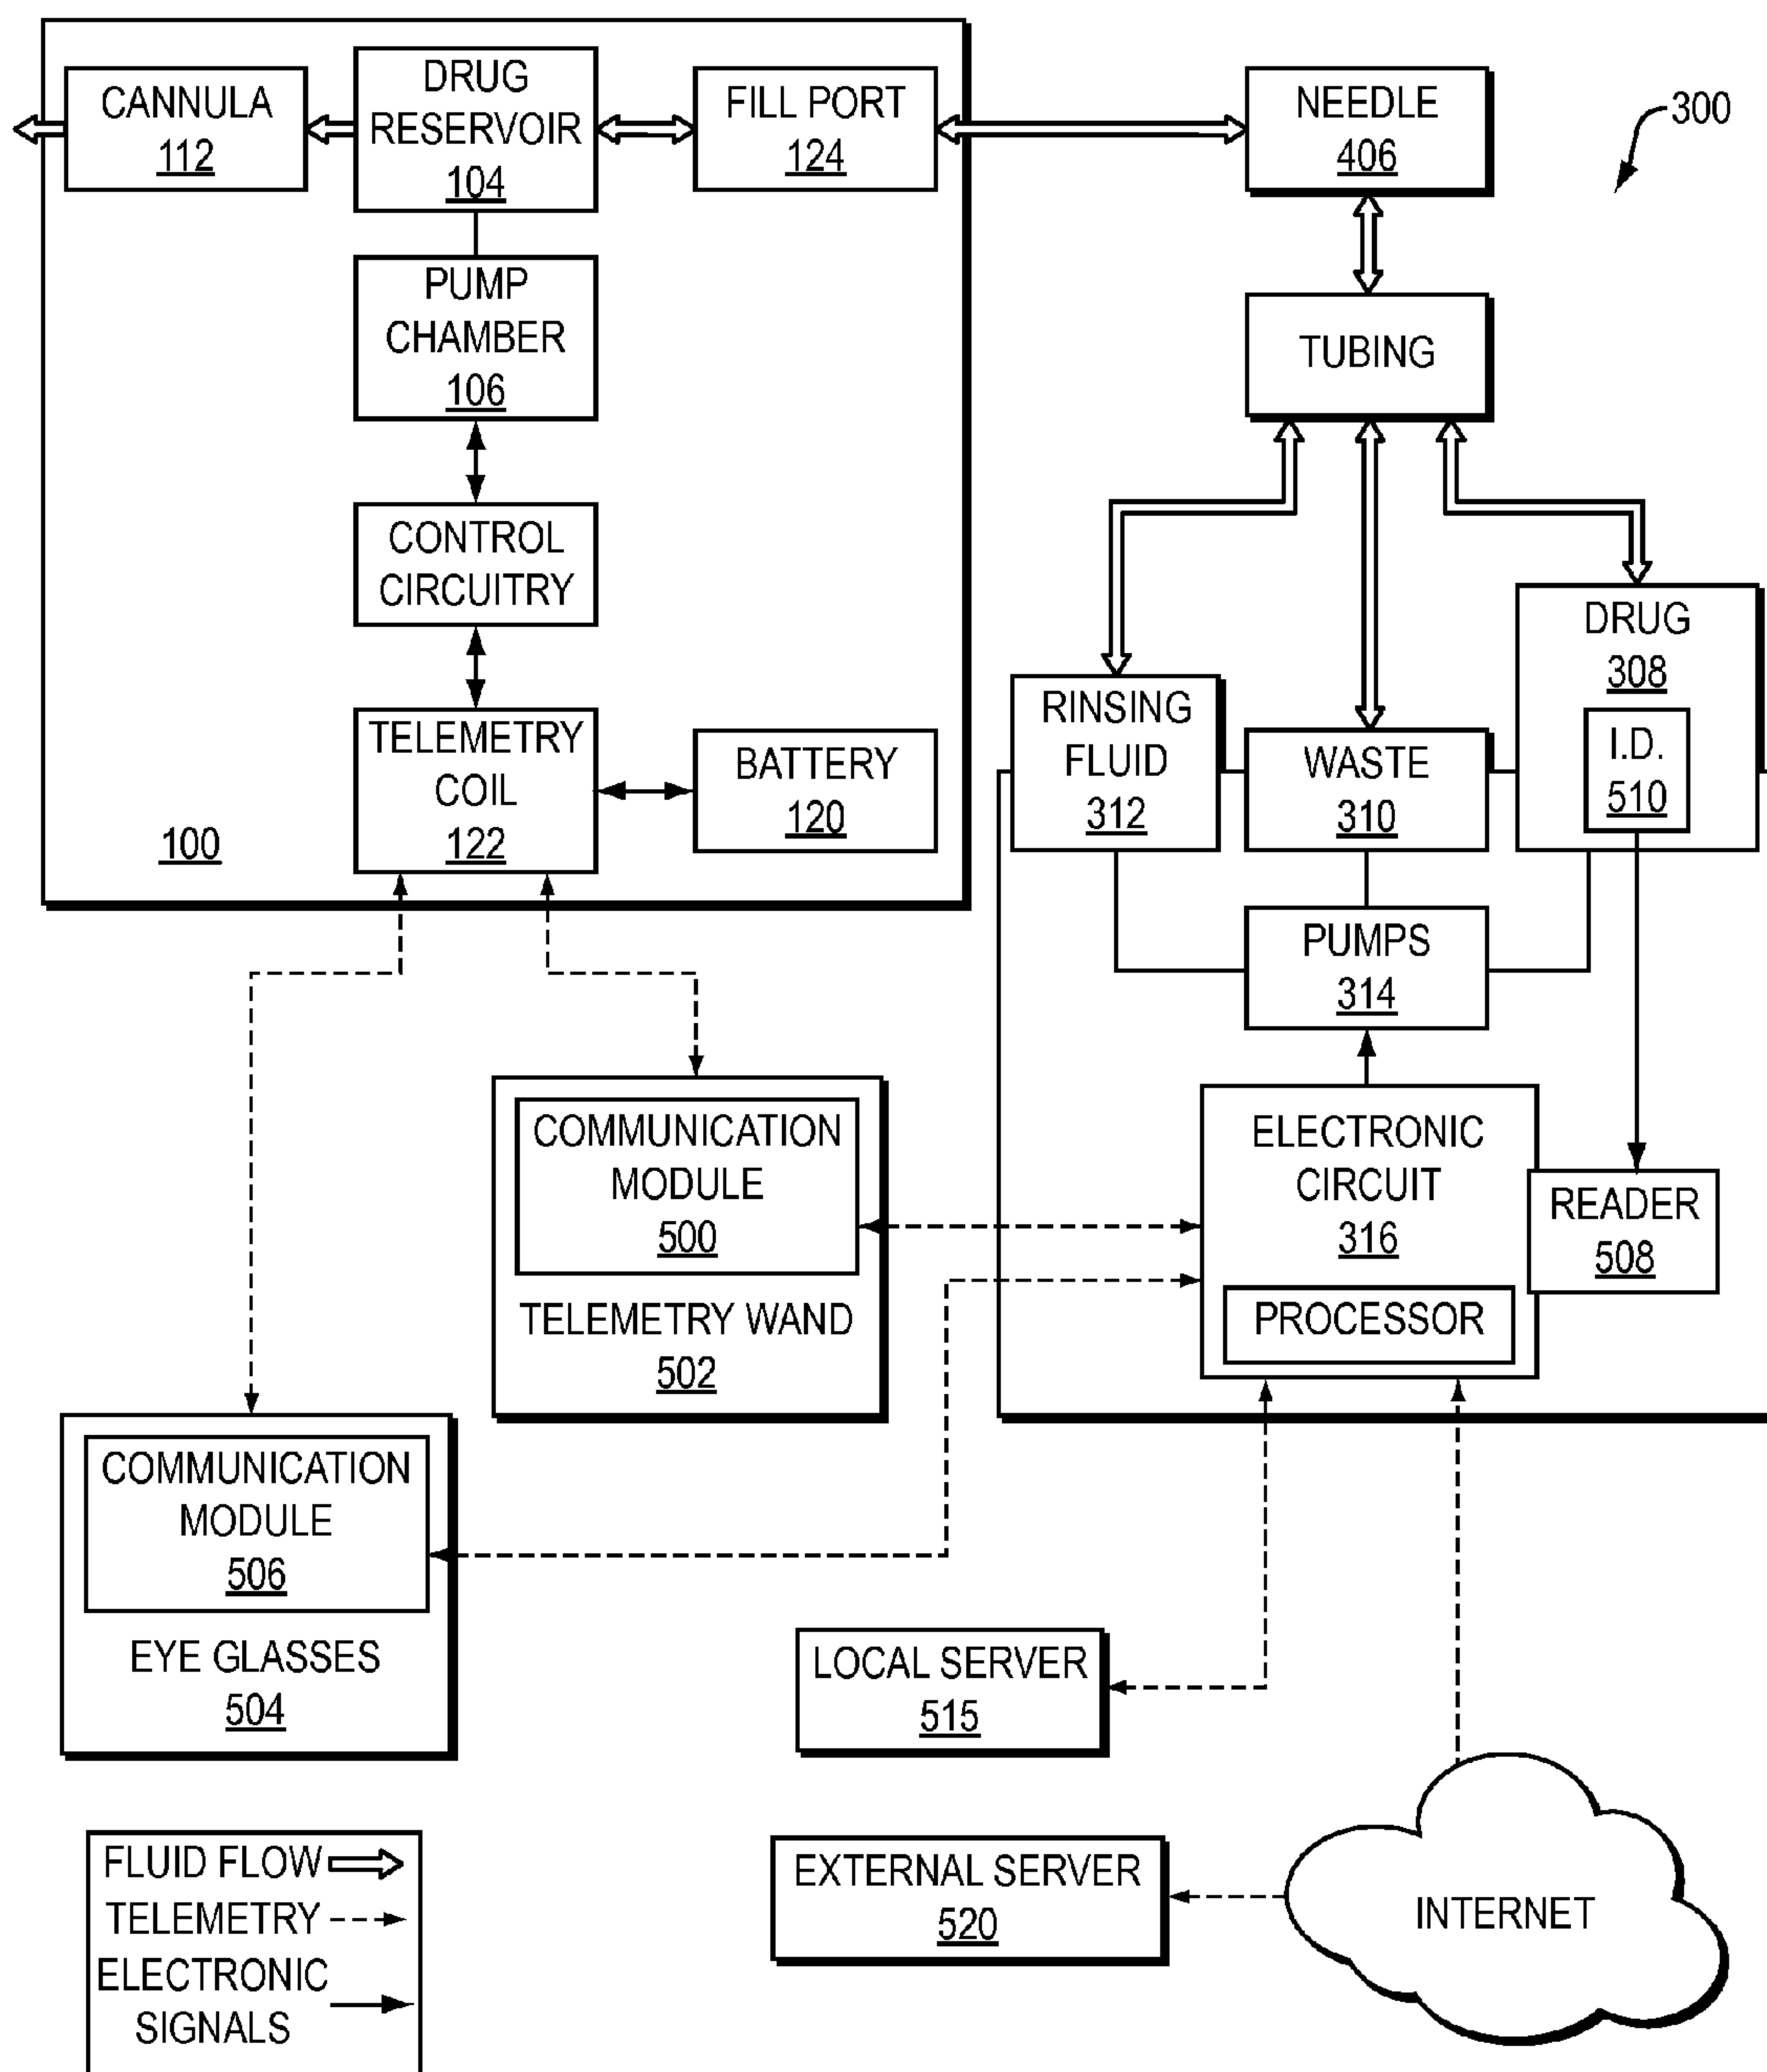 CANNULA
112
DRUG
RESERVOIR
104
FILL PORT
124
NEEDLE
406
300
PUMP
CHAMBER
106
TUBING
CONTROL
CIRCUITRY
TELEMETRY
COIL
122
BATTERY
120
100
RINSING
FLUID
312
WASTE
310
DRUG
308
I.D.
510
PUMPS
314
COMMUNICATION
MODULE
500
TELEMETRY WAND
502
ELECTRONIC
CIRCUIT
316
PROCESSOR
READER
508
COMMUNICATION
MODULE
506
EYE GLASSES
504
LOCAL SERVER
515
EXTERNAL SERVER
520
INTERNET
FLUID FLOW
TELEMETRY
ELECTRONIC
SIGNALS